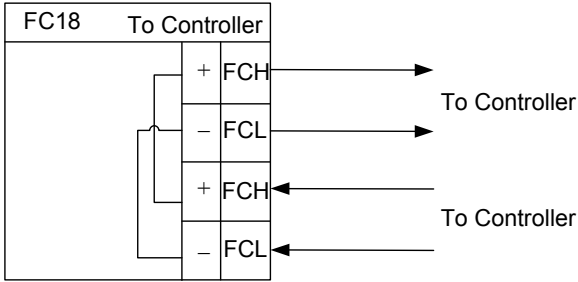 FC18 To Controller
+ FCH
To Controller
− FCL
+ FCH
To Controller
− FCL